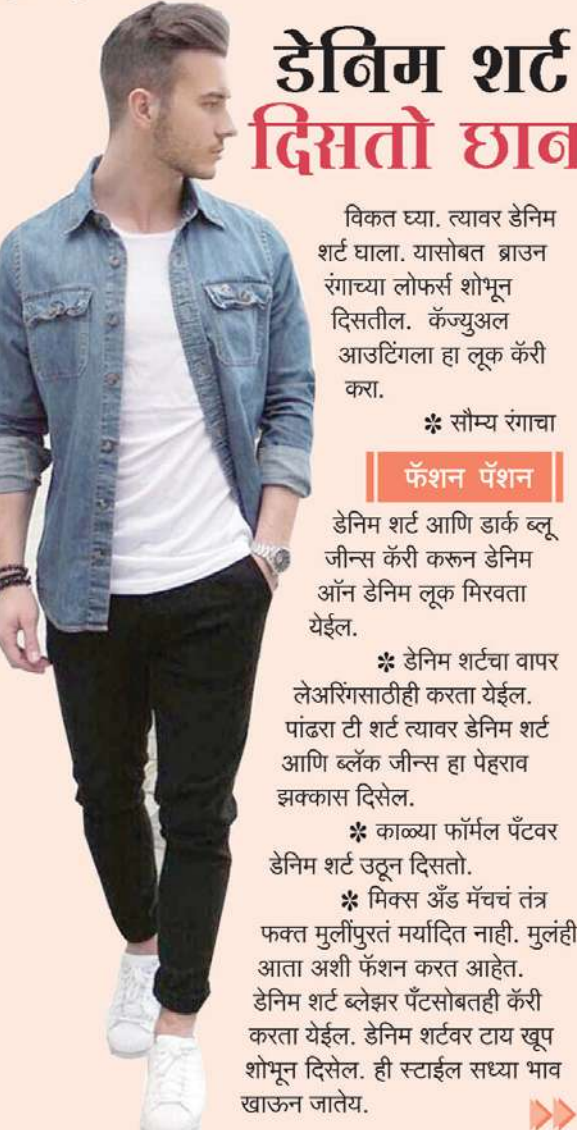 डेनिम शर्ट
दिसतो छान
विकत घ्या. त्यावर डेनिम
शर्ट घाला. यासोबत ब्राउन
रंगाच्या लोफर्स शोभून
दिसतील. कॅज्युअल
आउटिंगला हा लूक कॅरी
करा.
✽ सौम्य रंगाचा
फॅशन पॅशन
डेनिम शर्ट आणि डार्क ब्लू
जीन्स कॅरी करून डेनिम
ऑन डेनिम लूक मिरवता
येईल.
✽ डेनिम शर्टचा वापर
लेअरिंगसाठीही करता येईल.
पांढरा टी शर्ट त्यावर डेनिम शर्ट
आणि ब्लॅक जीन्स हा पेहराव
झक्कास दिसेल.
✽ काळ्या फॉर्मल पँटवर
डेनिम शर्ट उठून दिसतो.
✽ मिक्स अँड मॅचचं तंत्र
फक्त मुलींपुरतं मर्यादित नाही. मुलंही
आता अशी फॅशन करत आहेत.
डेनिम शर्ट ब्लेझर पँटसोबतही कॅरी
करता येईल. डेनिम शर्टवर टाय खूप
शोभून दिसेल. ही स्टाईल सध्या भाव
खाऊन जातेय.